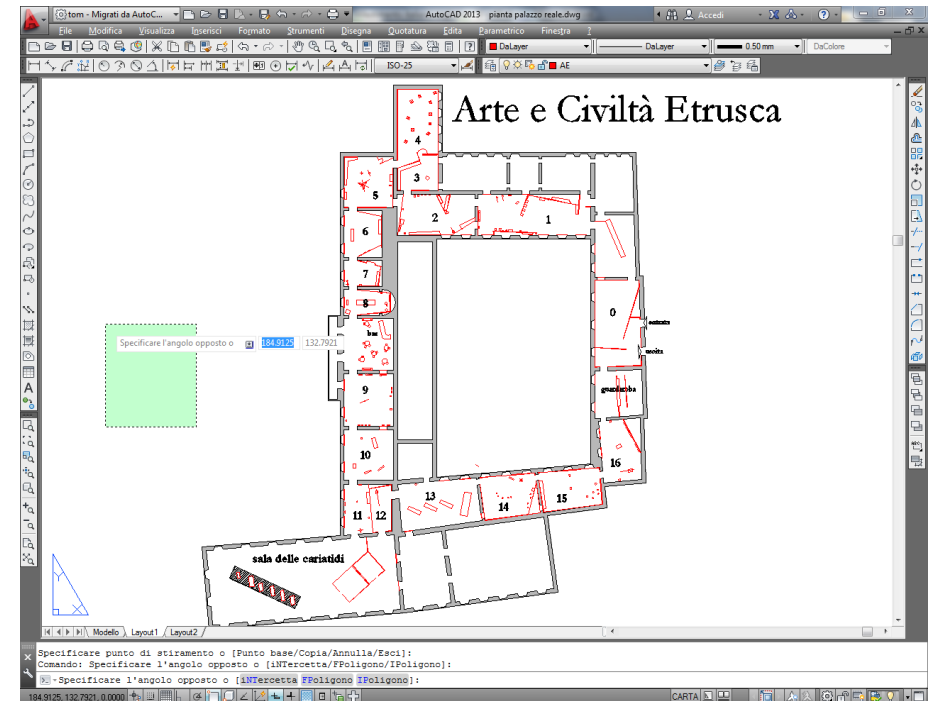 tom - Migrati da AutoC...
AutoCAD 2013 pianta palazzo reale.dwg
Accedi
File Modifica Visualizza Inserisci Formato Strumenti Disegna Quotatura Edita Parametrico Finestra ?
DaLayer DaLayer 0.50 mm DaColore
ISO-25 AE
Arte e Civiltà Etrusca
4
3
5
2
1
6
7
8
0
entrata
bar
uscita
9
guardaroba
10
16
13
15
14
11 12
sala delle cariatidi
Specificare l'angolo opposto o 184.9125 132.7921
Y
X
Modello Layout1 Layout2
Specificare punto di stiramento o [Punto base/Copia/Annulla/Esci]:
Comando: Specificare l'angolo opposto o [iNTercetta/FPoligono/IPoligono]:
Specificare l'angolo opposto o [iNTercetta FPoligono IPoligono]:
184.9125, 132.7921, 0.0000 CARTA